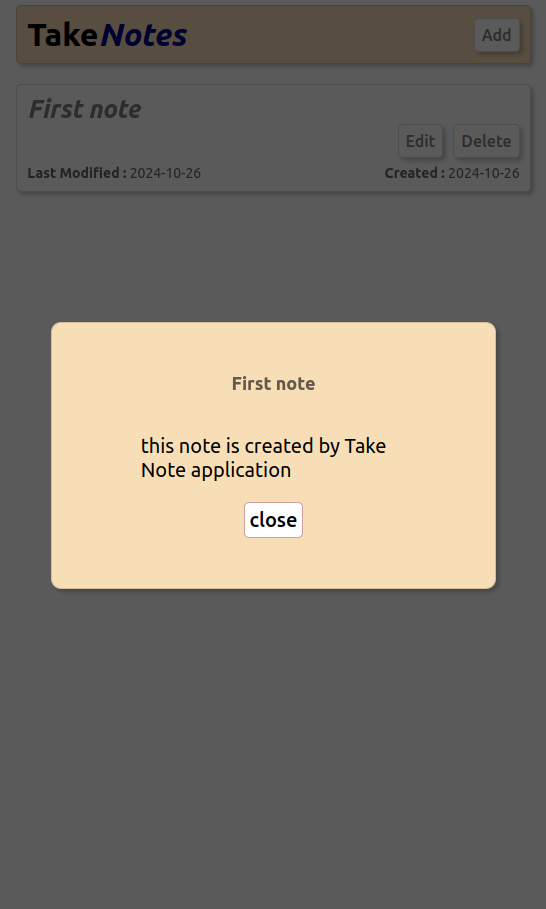 TakeNotes Add
First note
Edit Delete
Last Modified : 2024-10-26 Created : 2024-10-26
First note
this note is created by Take
Note application
close